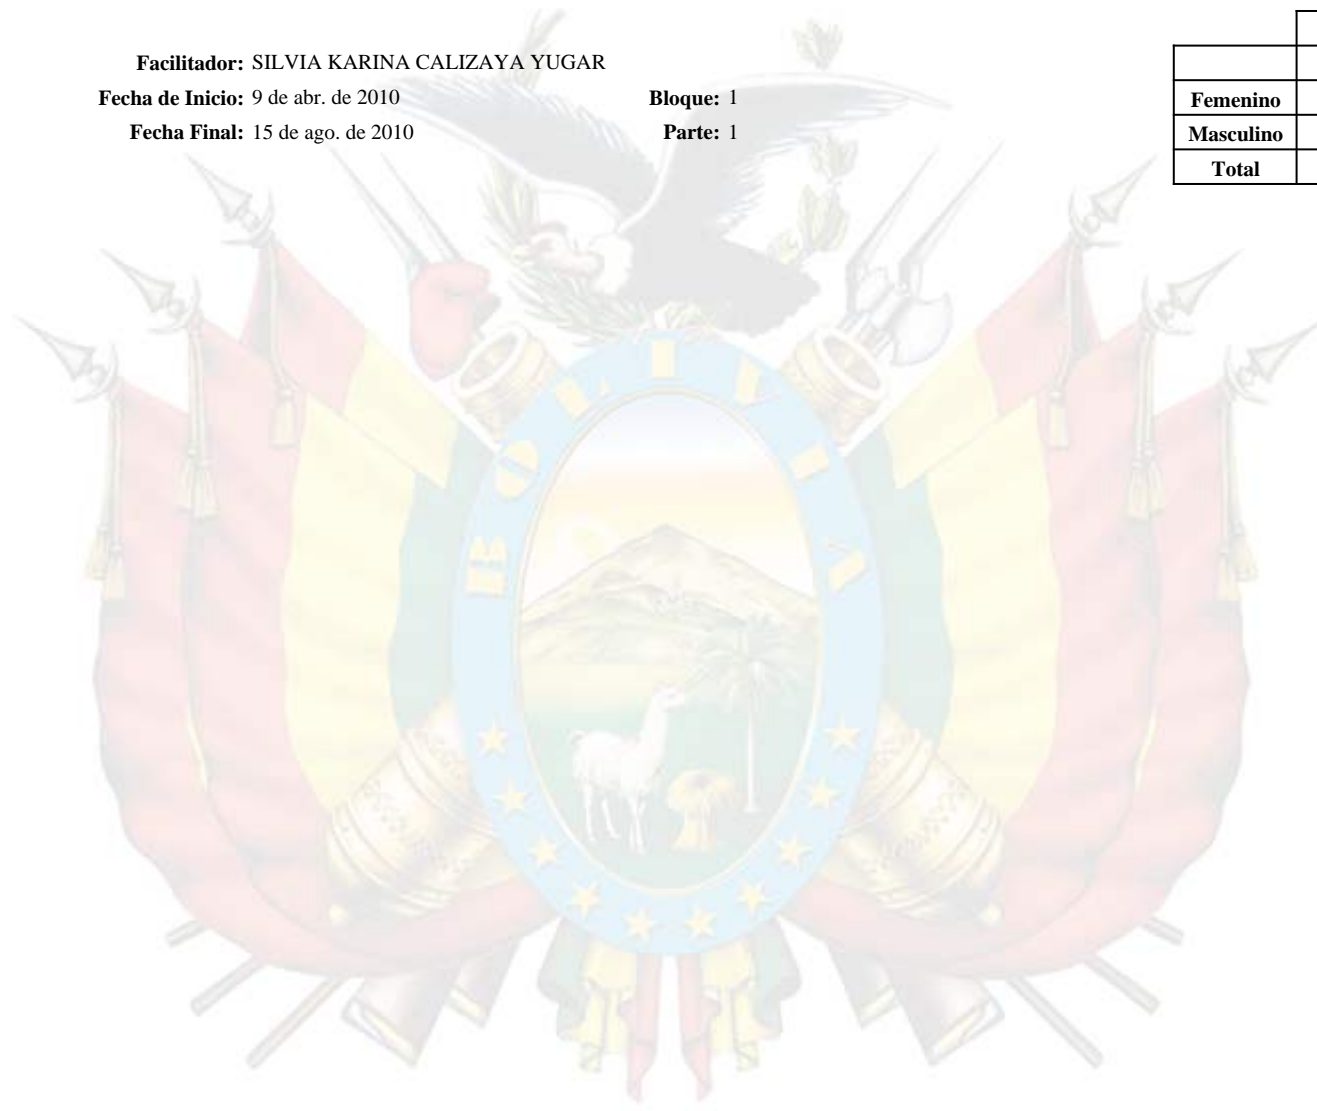 Facilitador: SILVIA KARINA CALIZAYA YUGAR
Fecha de Inicio: 9 de abr. de 2010 Bloque: 1
Fecha Final: 15 de ago. de 2010 Parte: 1
Femenino
Masculino
Total
BOLIVIA